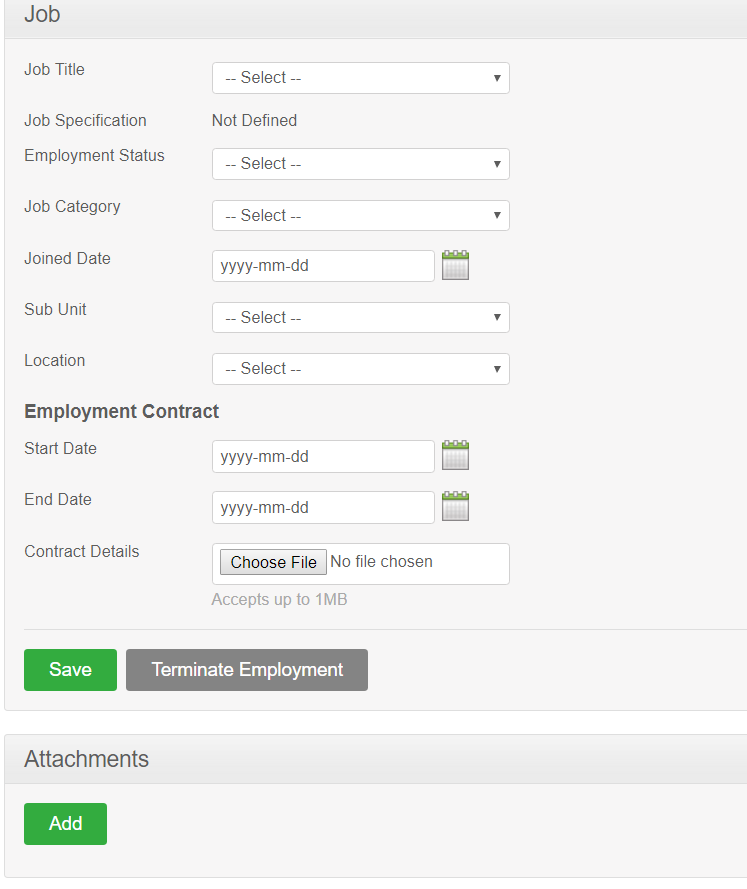 Job
Job Title -- Select --
Job Specification Not Defined
Employment Status -- Select --
Job Category -- Select --
Joined Date yyyy-mm-dd
Sub Unit -- Select --
Location -- Select --
Employment Contract
Start Date yyyy-mm-dd
End Date yyyy-mm-dd
Contract Details Choose File No file chosen
Accepts up to 1MB
Save Terminate Employment
Attachments
Add